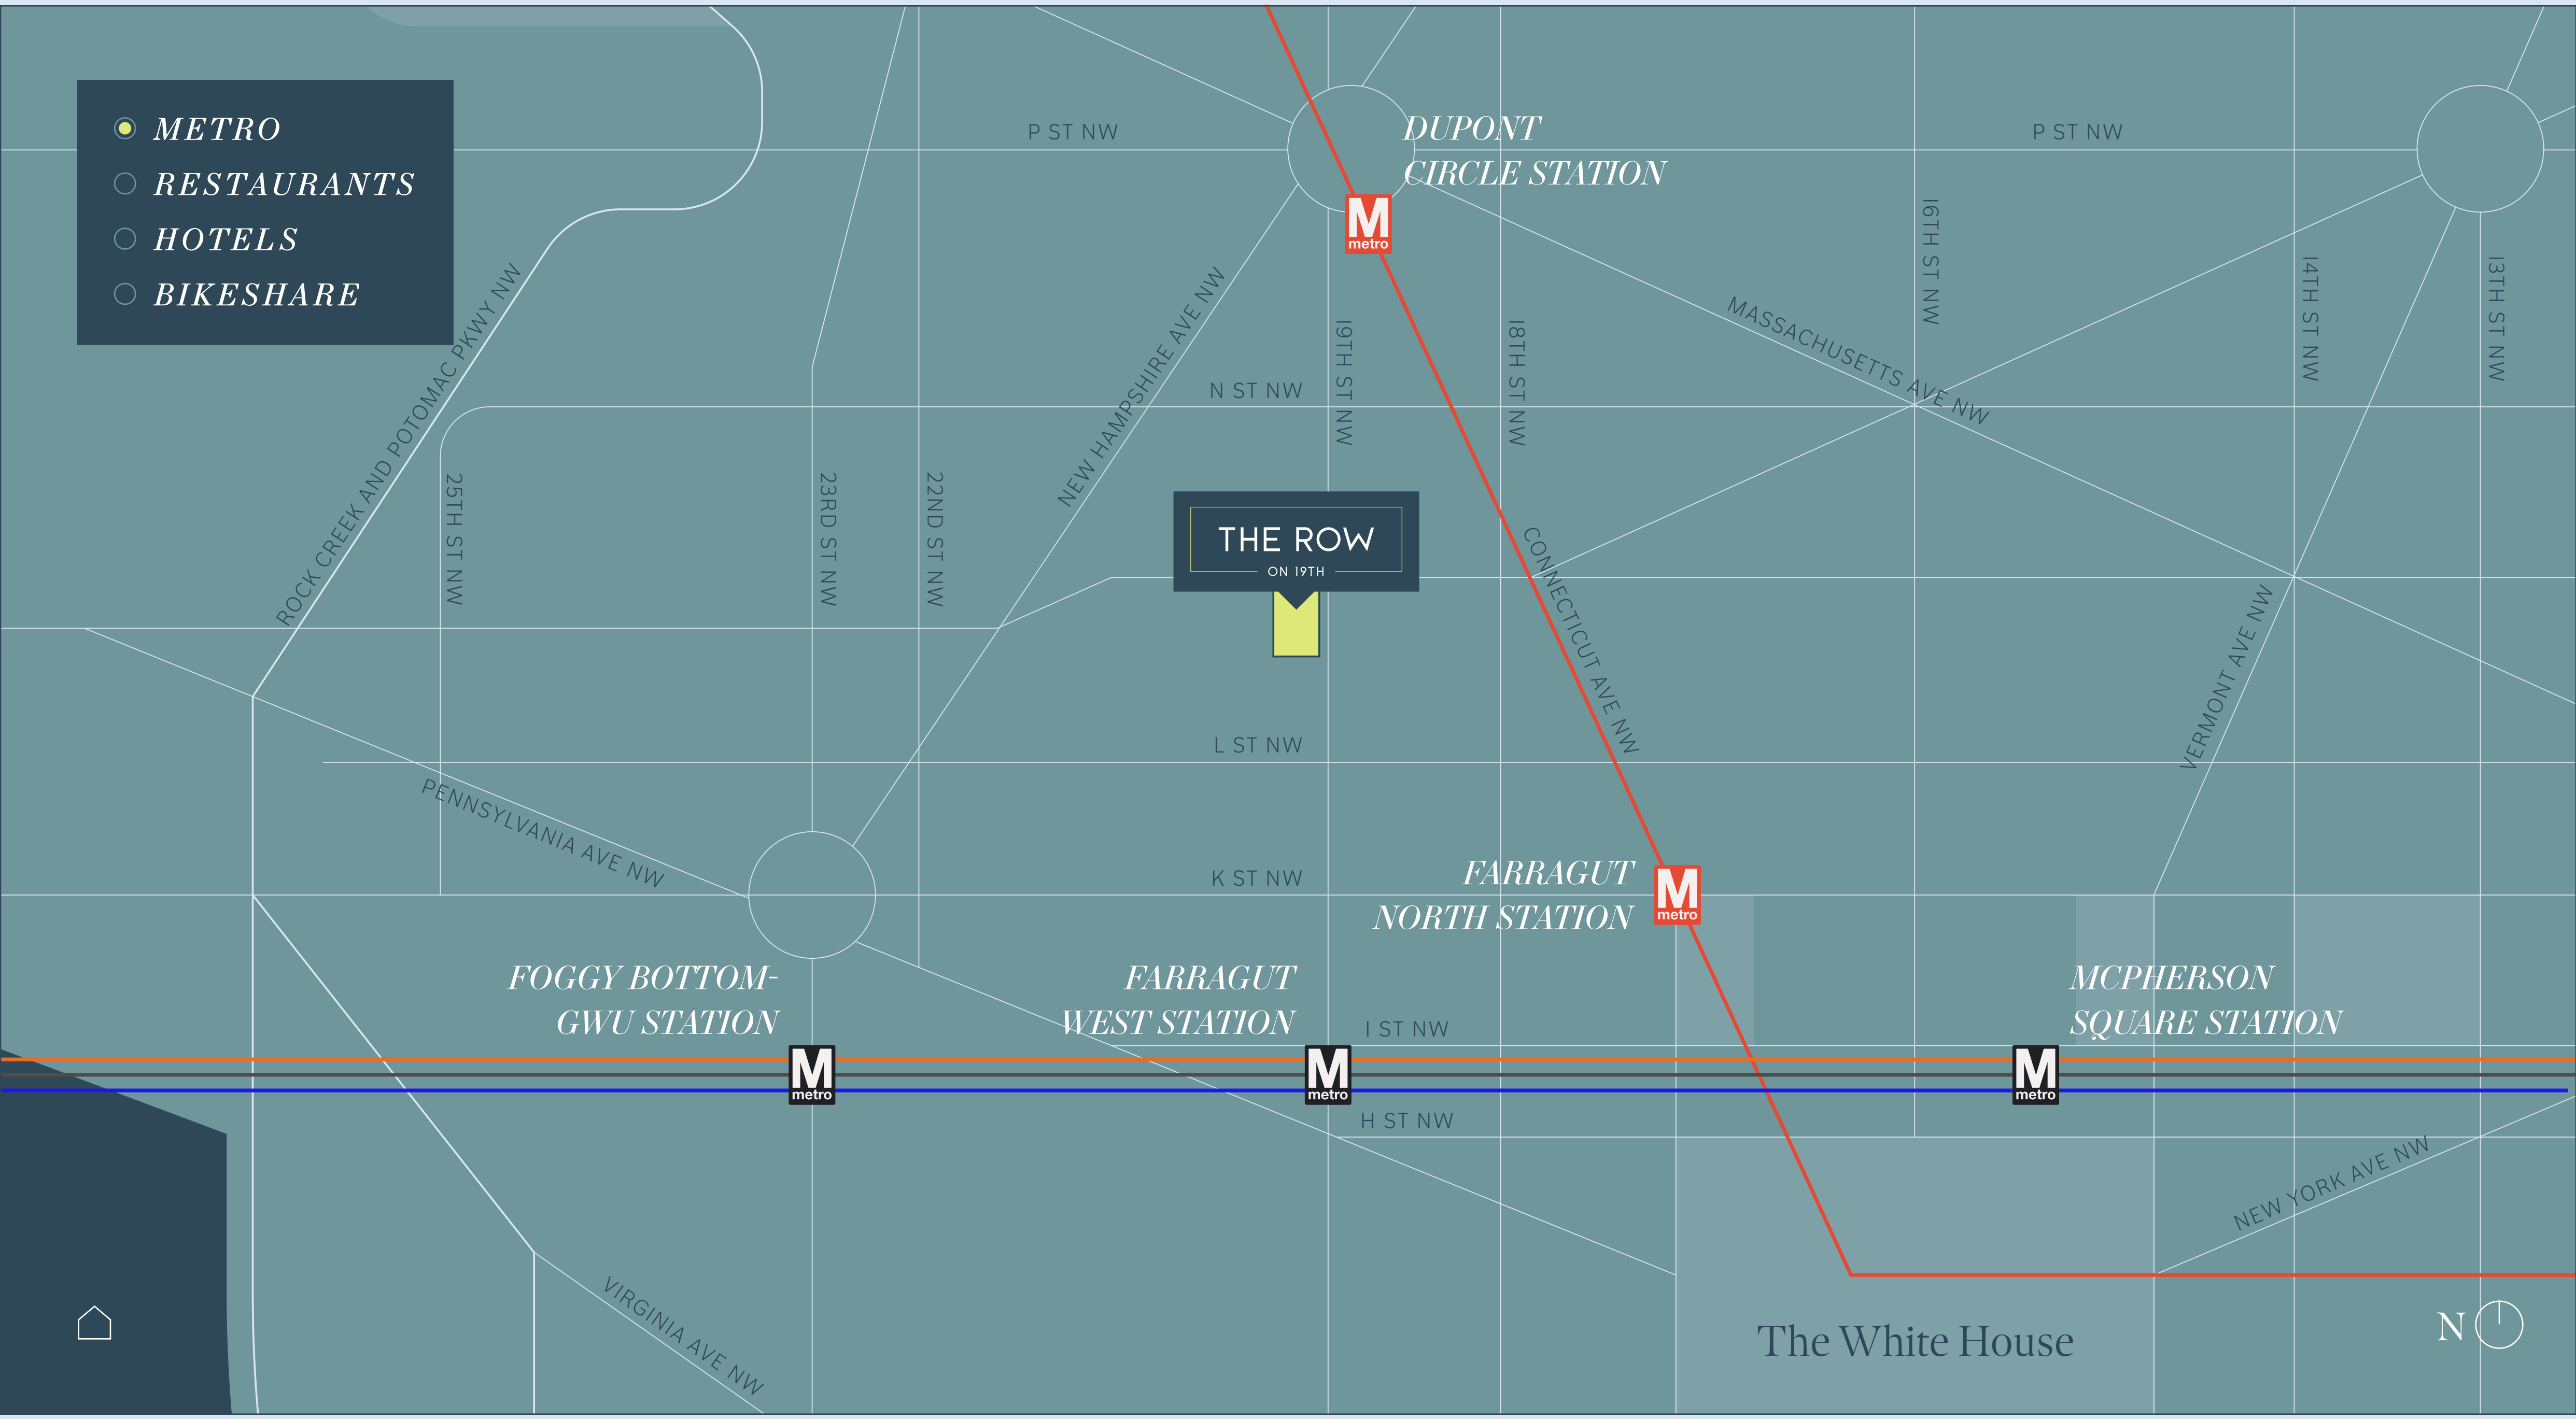 METRO
RESTAURANTS
HOTELS
BIKESHARE
P ST NW
DUPONT
CIRCLE STATION
P ST NW
M
metro
16TH ST NW
14TH ST NW
13TH ST NW
ROCK CREEK AND POTOMAC PKWY NW
NEW HAMPSHIRE AVE NW
19TH ST NW
18TH ST NW
MASSACHUSETTS AVE NW
N ST NW
25TH ST NW
23RD ST NW
22ND ST NW
THE ROW
ON 19TH
CONNECTICUT AVE NW
VERMONT AVE NW
L ST NW
PENNSYLVANIA AVE NW
K ST NW
FARRAGUT
NORTH STATION
M
metro
FOGGY BOTTOM-
GWU STATION
FARRAGUT
WEST STATION
I ST NW
MCPHERSON
SQUARE STATION
M
metro
M
metro
M
metro
H ST NW
NEW YORK AVE NW
VIRGINIA AVE NW
The White House
N